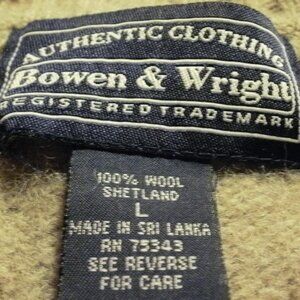 AUTHENTIC CLOTHING
Bowen & Wright
REGISTERED TRADEMARK
100% WOOL
SHETLAND
L
MADE IN SRI LANKA
RN 75343
SEE REVERSE
FOR CARE